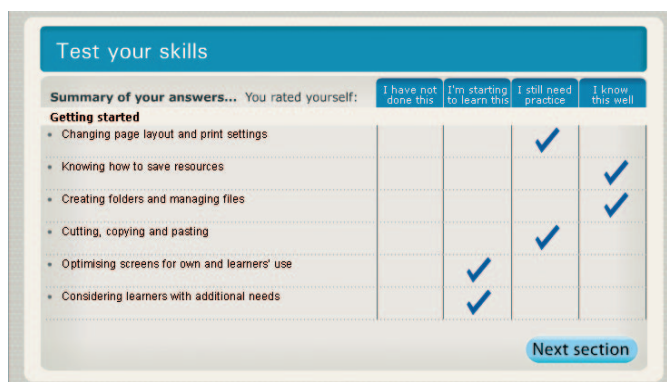 Test your skills
Summary of your answers... You rated yourself:
I have not done this
I'm starting to learn this
I still need practice
I know this well
Getting started
Changing page layout and print settings
Knowing how to save resources
Creating folders and managing files
Cutting, copying and pasting
Optimising screens for own and learners' use
Considering learners with additional needs
Next section